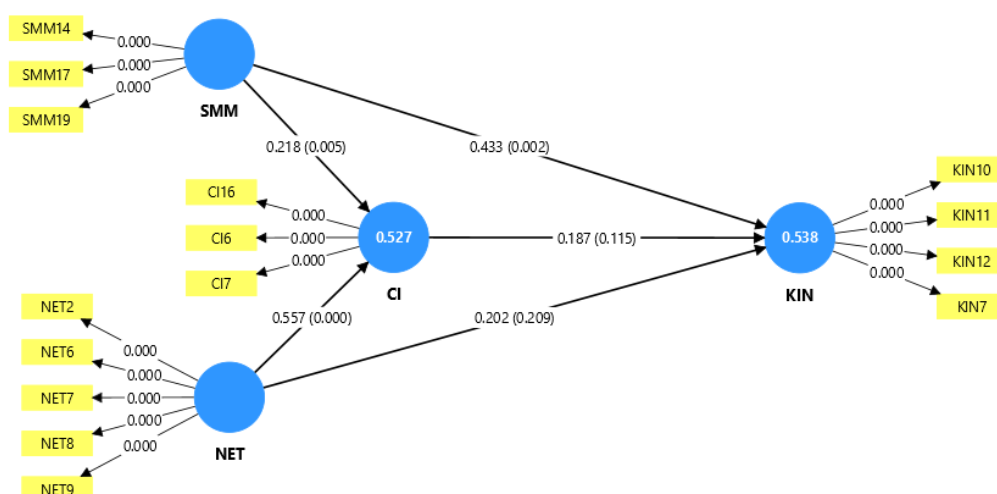 SMM14
SMM17
SMM19
0.000
0.000
0.000
SMM
0.218 (0.005)
0.433 (0.002)
CI16
CI6
CI7
0.000
0.000
0.000
0.527
CI
0.187 (0.115)
0.538
KIN
0.000
0.000
0.000
0.000
KIN10
KIN11
KIN12
KIN7
0.557 (0.000)
0.202 (0.209)
NET2
NET6
NET7
NET8
NET9
0.000
0.000
0.000
0.000
0.000
NET